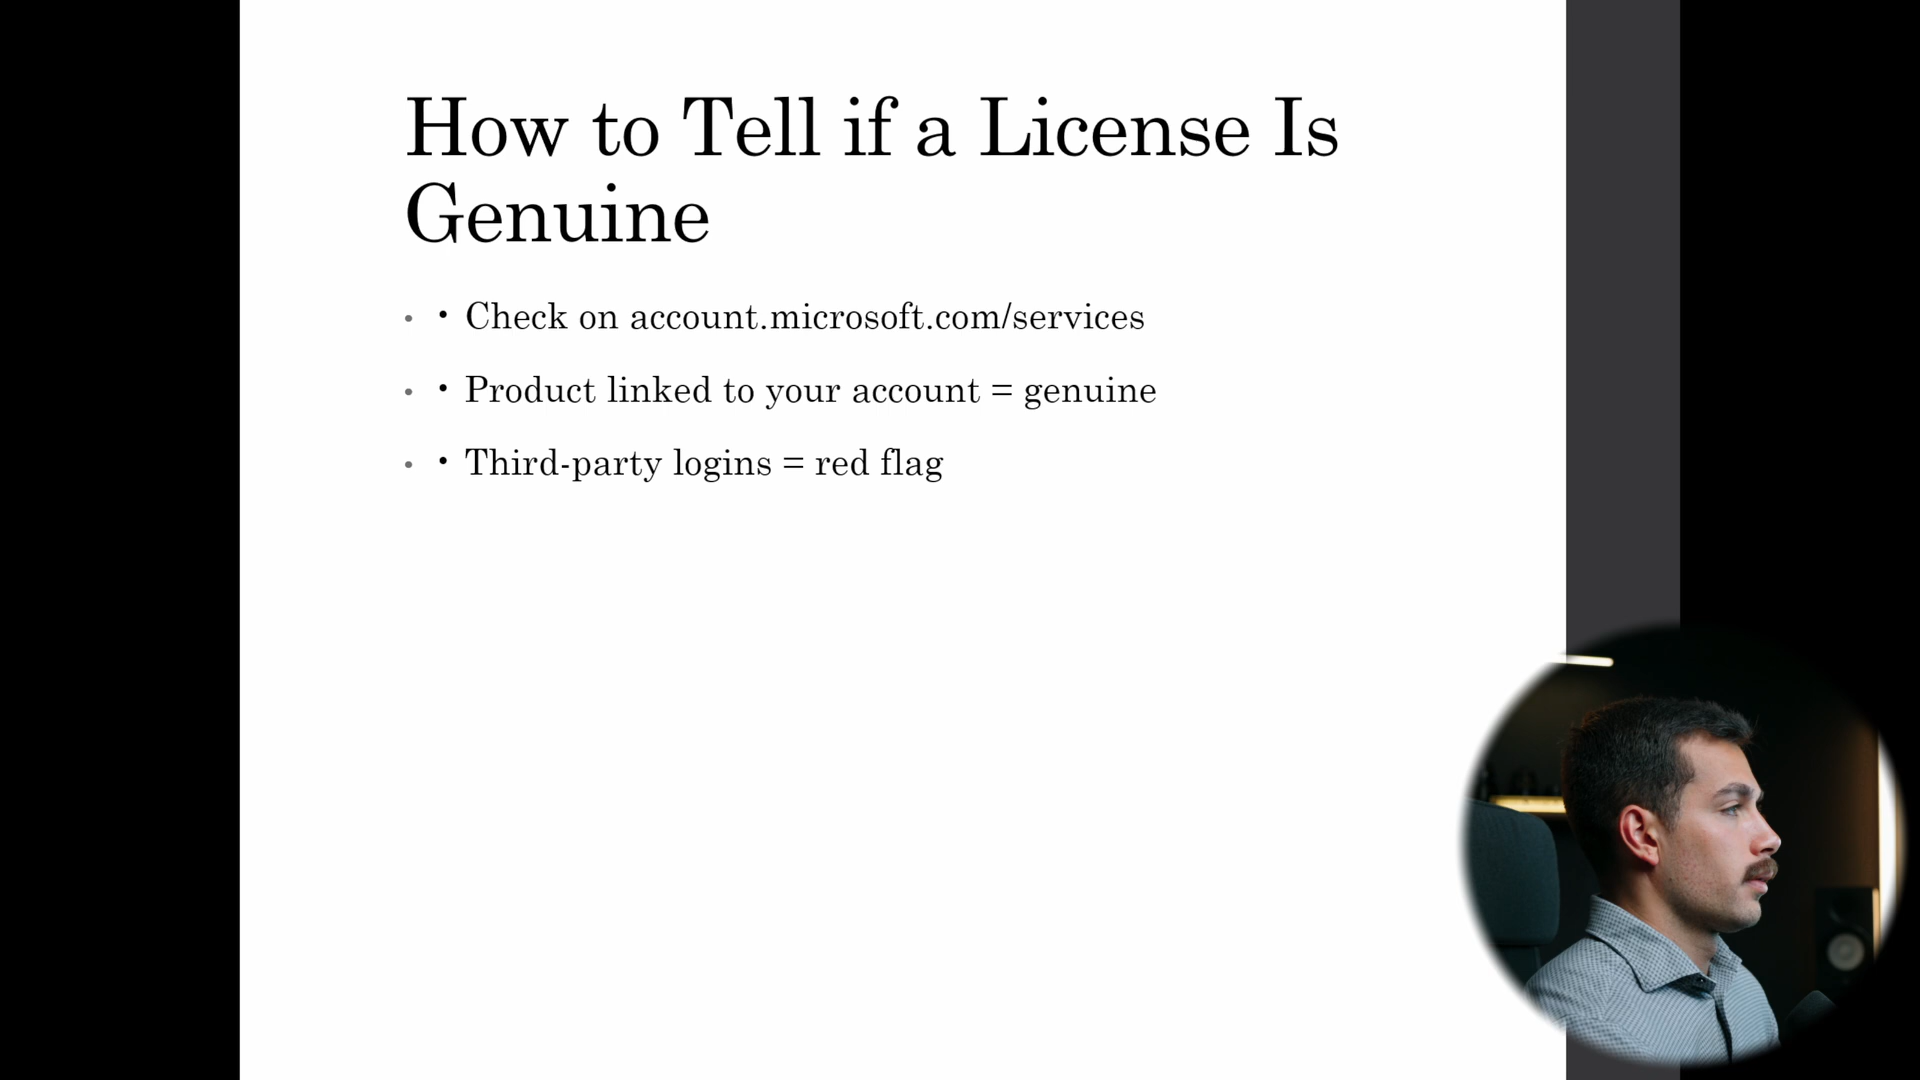 How to Tell if a License Is
Genuine
• • Check on account.microsoft.com/services
• • Product linked to your account = genuine
• • Third-party logins = red flag